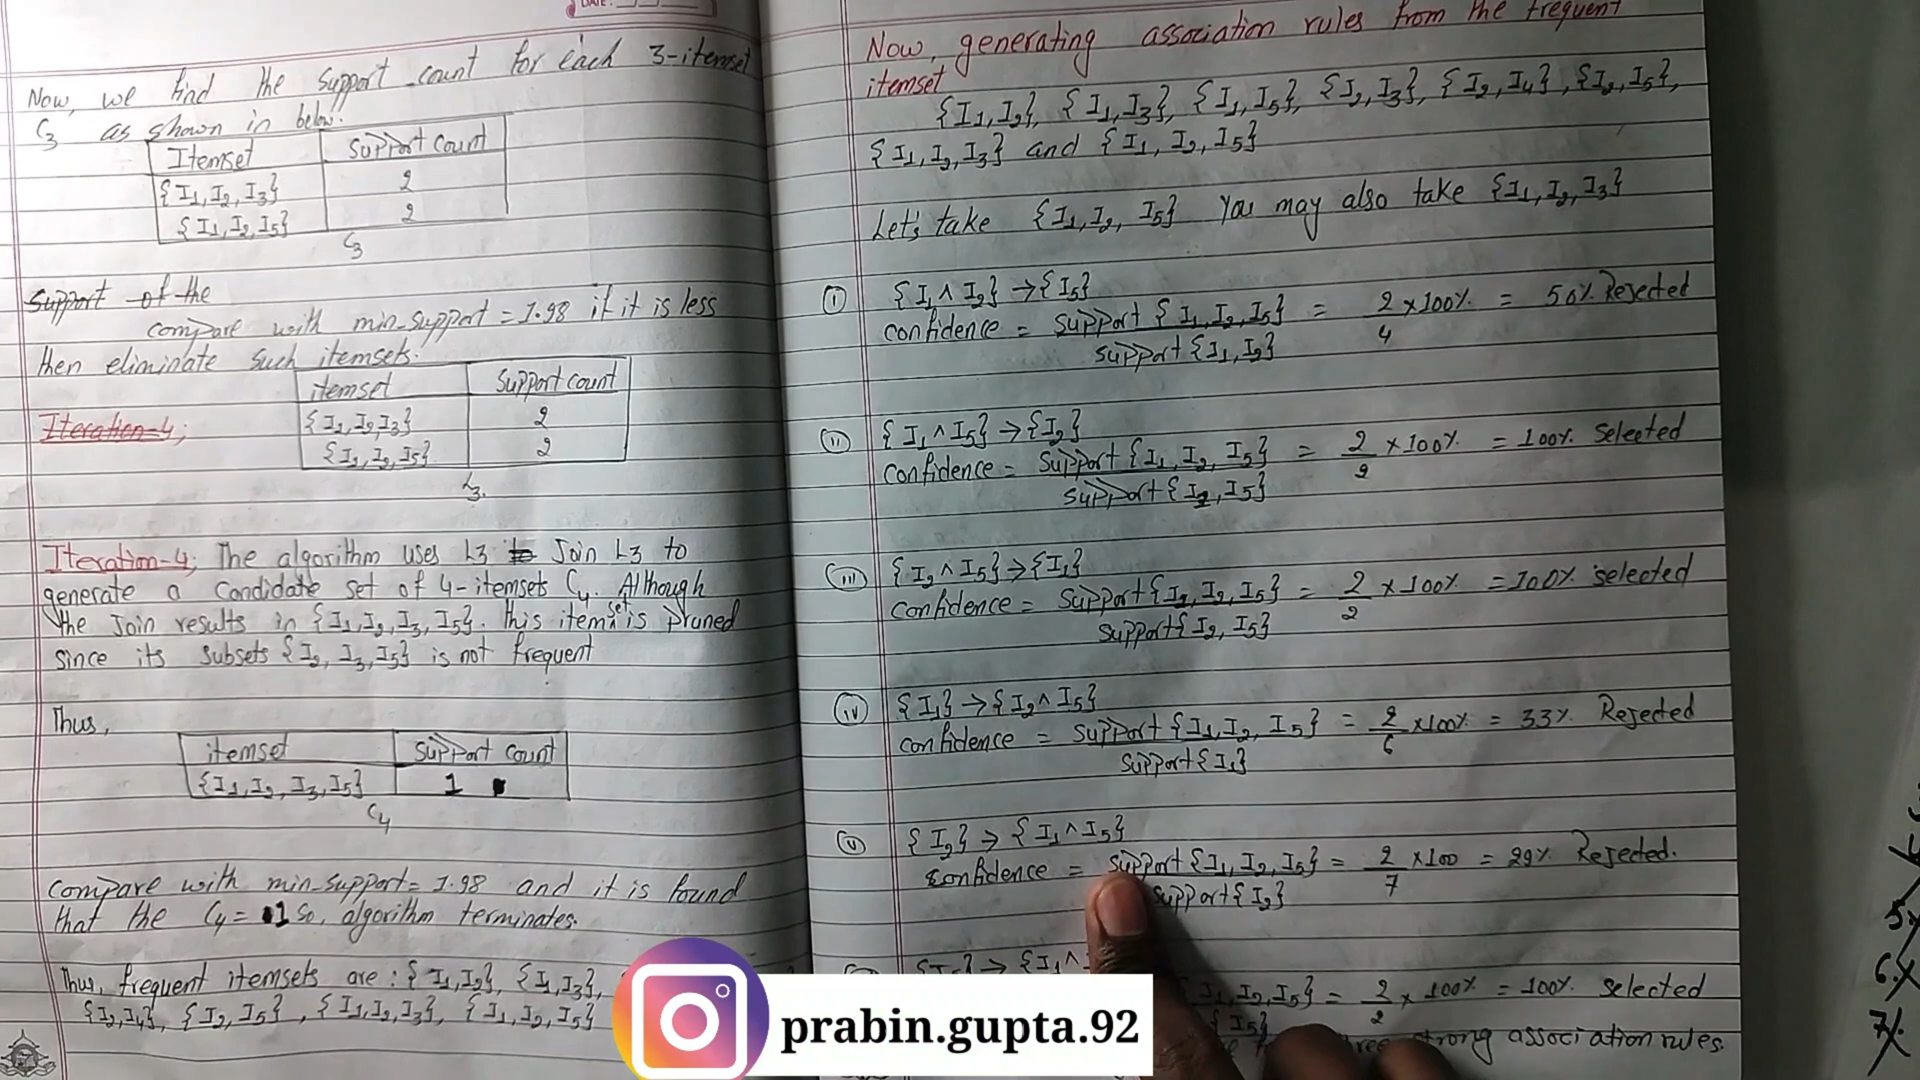 DATE:
Now, we find the support count for each 3-itemset
C3 as shown in below.
Itemset | Support count
{I1, I2, I3} | 2
{I1, I2, I5} | 2
C3
Support of the
compare with min-support = 1.98 if it is less
then eliminate such itemsets.
itemset | Support count
Iteration-4;
{I1, I2, I3} | 2
{I1, I2, I5} | 2
L3.
Iteration-4; The algorithm uses L3 to Join L3 to
generate a Candidate set of 4-itemsets C4. Although
the Join results in {I1, I2, I3, I5}. this itemset is pruned
since its subsets {I2, I3, I5} is not frequent
Thus,
itemset | Support count
{I1, I2, I3, I5} | 1
C4
compare with min-support = 1.98 and it is found
that the C4 = 1 so, algorithm terminates.
Thus, frequent itemsets are: {I1, I2}, {I1, I3},
{I2, I4}, {I2, I5}, {I1, I2, I3}, {I1, I2, I5}
Now, generating association rules from the frequent
itemset
{I1, I2}, {I1, I3}, {I1, I5}, {I2, I3}, {I2, I4}, {I2, I5},
{I1, I2, I3} and {I1, I2, I5}
Let's take {I1, I2, I5} You may also take {I1, I2, I3}
(i) {I1 ∧ I2} → {I5}
confidence = support {I1, I2, I5} = 2 × 100% = 50% Rejected
support {I1, I2} 4
(ii) {I1 ∧ I5} → {I2}
confidence = support {I1, I2, I5} = 2 × 100% = 100% Selected
support {I2, I5} 2
(iii) {I2 ∧ I5} → {I1}
confidence = support {I1, I2, I5} = 2 × 100% = 100% selected
support {I2, I5} 2
(iv) {I1} → {I2 ∧ I5}
confidence = support {I1, I2, I5} = 2 × 100% = 33% Rejected
support {I1} 6
(v) {I2} → {I1 ∧ I5}
confidence = support {I1, I2, I5} = 2 × 100 = 29% Rejected.
support {I2} 7
→ {I1 ∧
{I1, I2, I5} = 2 × 100% = 100% selected
{I5} 2
strong association rules.
prabin.gupta.92
5
6.
7